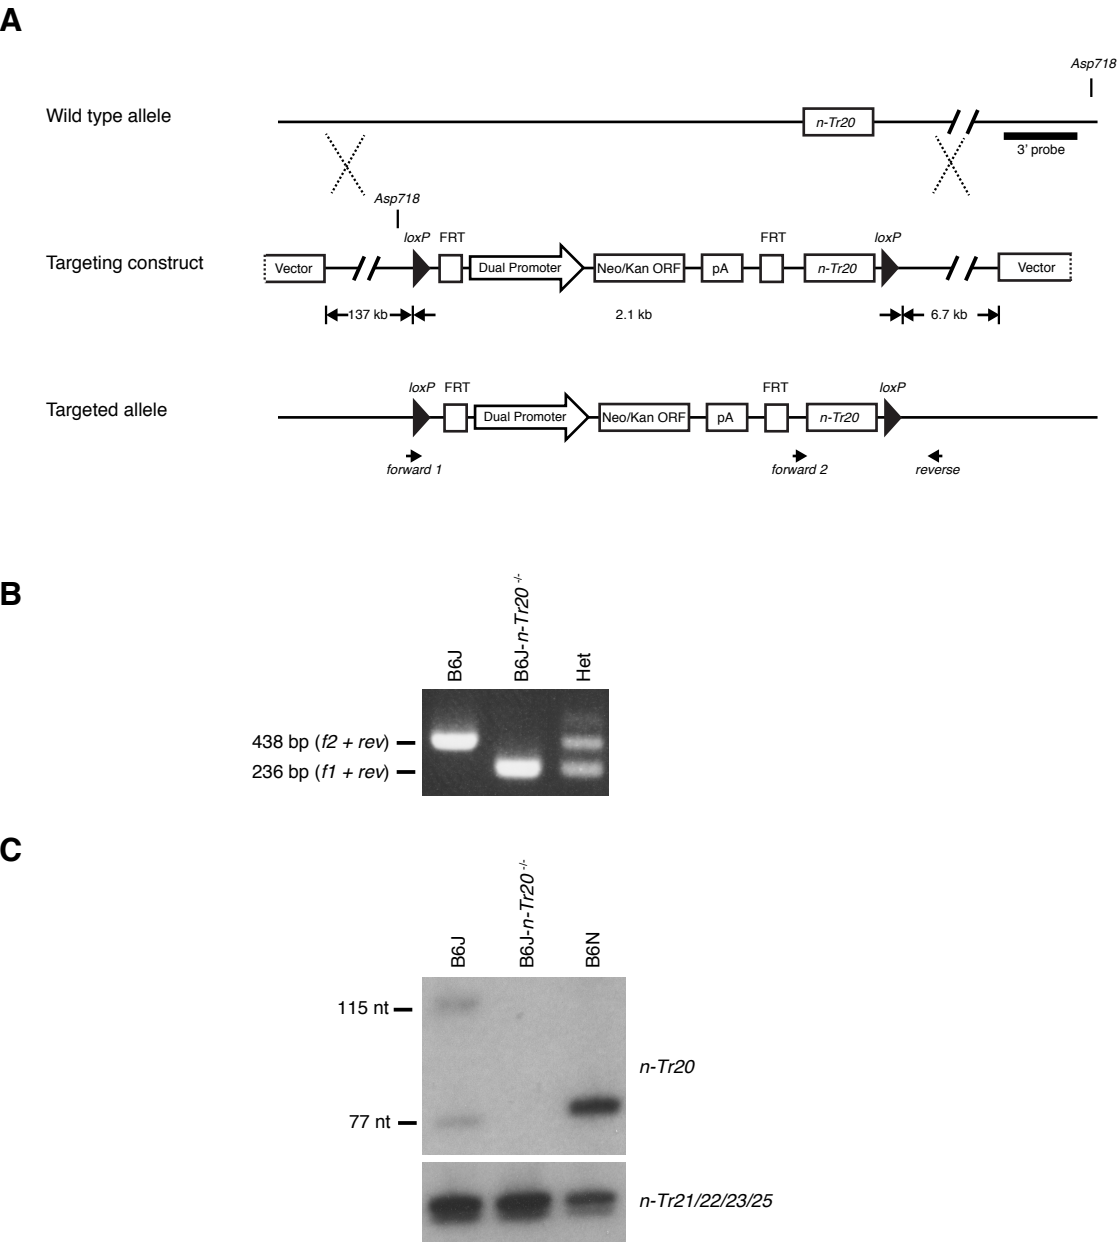 A
Asp718
Wild type allele
n-Tr20
3' probe
Asp718
loxP FRT FRT loxP
Targeting construct
Vector Dual Promoter Neo/Kan ORF pA n-Tr20 Vector
137 kb 2.1 kb 6.7 kb
loxP FRT FRT loxP
Targeted allele
Dual Promoter Neo/Kan ORF pA n-Tr20
forward 1 forward 2 reverse
B
B6J
B6J-n-Tr20 -/-
Het
438 bp (f2 + rev)
236 bp (f1 + rev)
C
B6J
B6J-n-Tr20 -/-
B6N
115 nt
n-Tr20
77 nt
n-Tr21/22/23/25